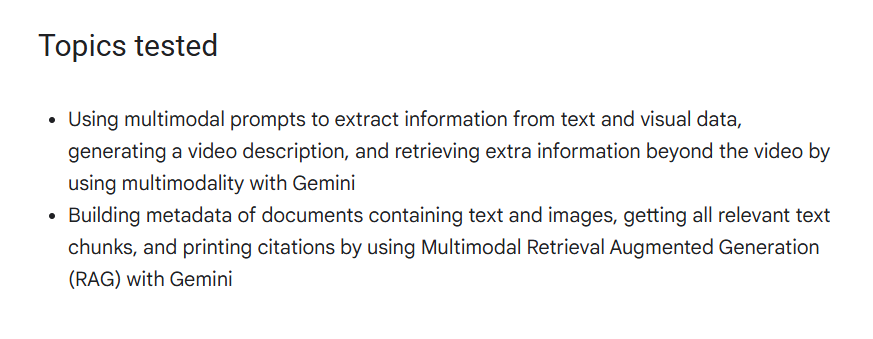 Topics tested
• Using multimodal prompts to extract information from text and visual data,
generating a video description, and retrieving extra information beyond the video by
using multimodality with Gemini
• Building metadata of documents containing text and images, getting all relevant text
chunks, and printing citations by using Multimodal Retrieval Augmented Generation
(RAG) with Gemini